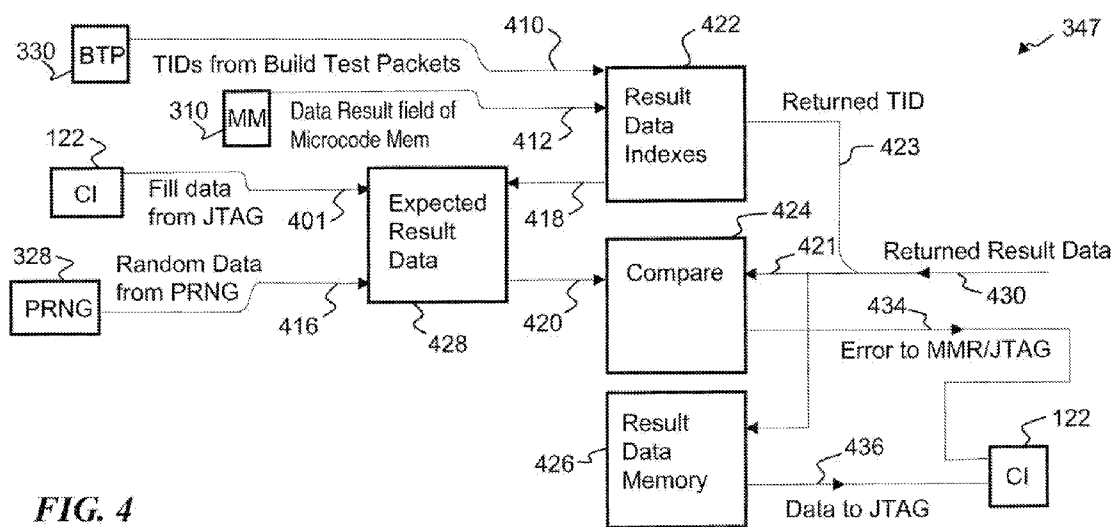 410
422
347
330
BTP
TIDs from Build Test Packets
Result
Data
Indexes
Returned TID
310
MM
Data Result field of
Microcode Mem
412
423
122
CI
Fill data
from JTAG
401
Expected
Result
Data
418
424
328
Random Data
from PRNG
Compare
421
Returned Result Data
430
PRNG
416
428
420
434
Error to MMR/JTAG
Result
Data
Memory
426
436
Data to JTAG
122
CI
FIG. 4